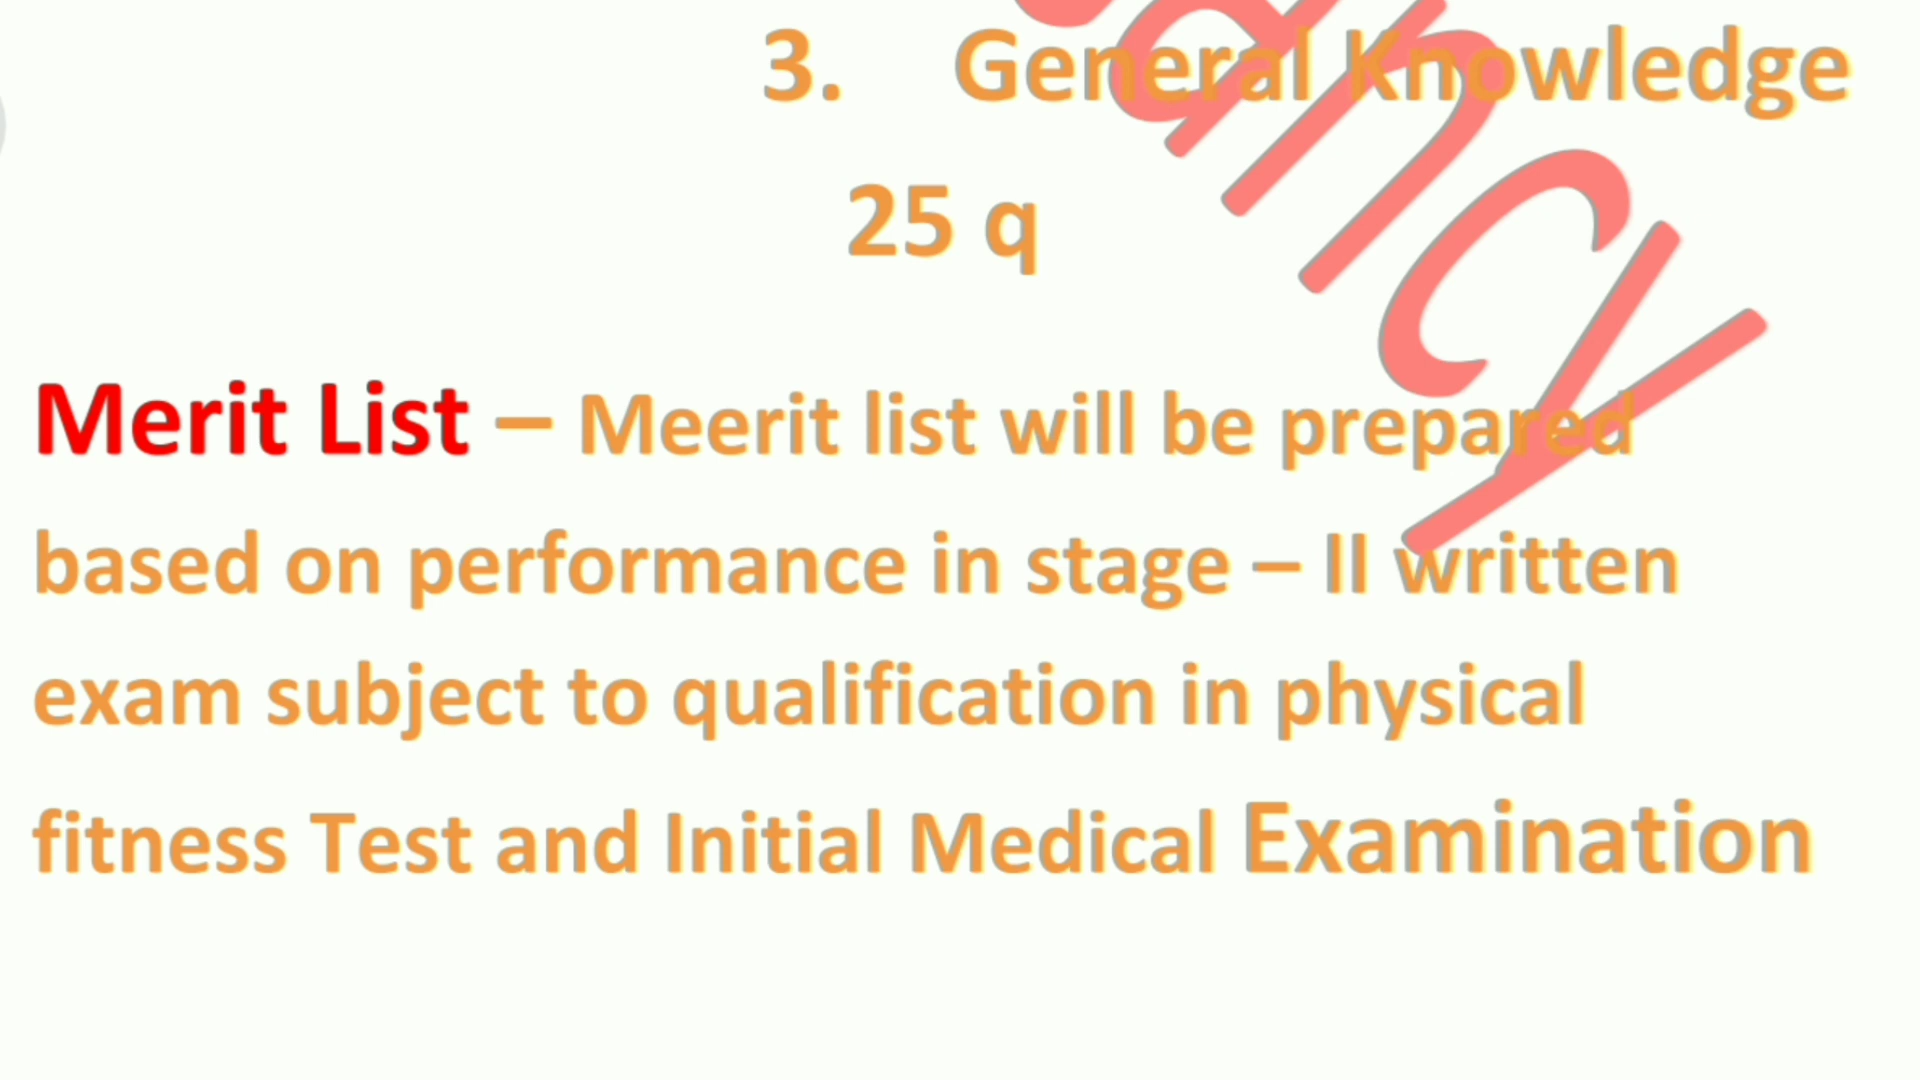 3. General Knowledge
25 q
Merit List – Meerit list will be prepared
based on performance in stage – II written
exam subject to qualification in physical
fitness Test and Initial Medical Examination